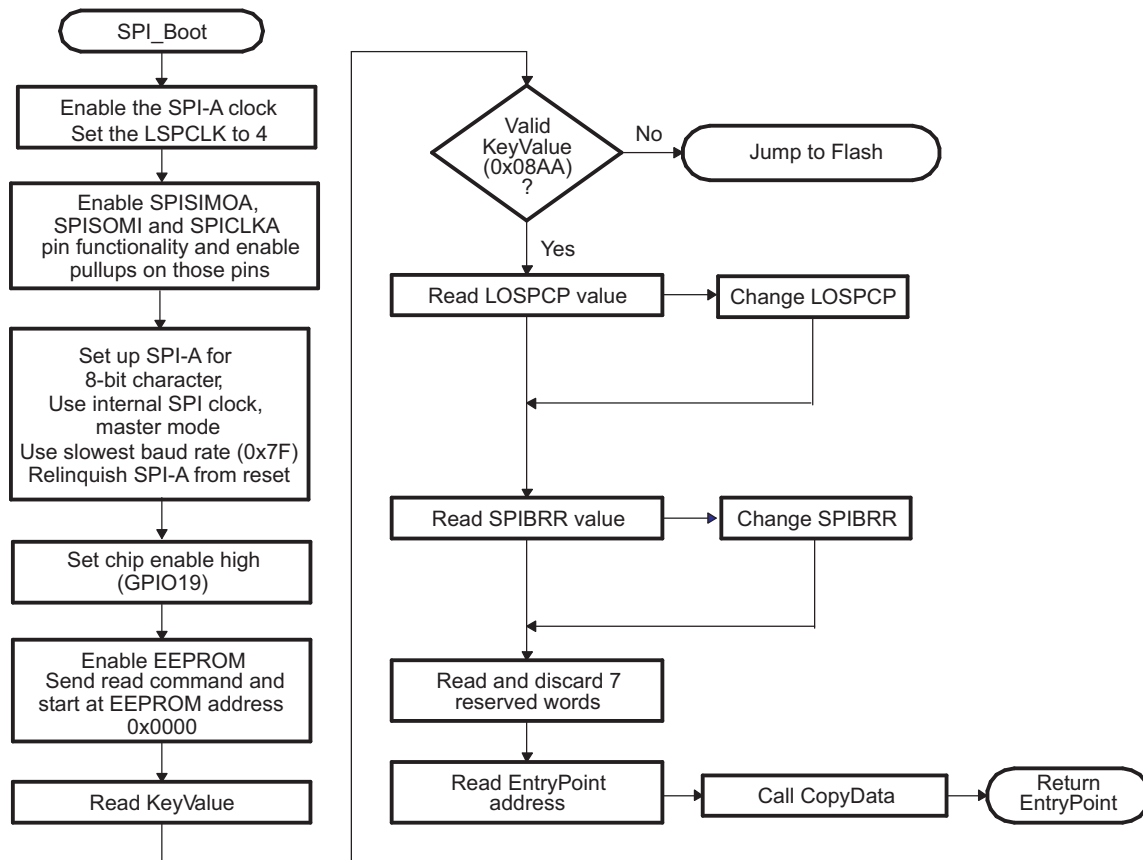 SPI_Boot
Enable the SPI-A clock
Set the LSPCLK to 4
Enable SPISIMOA,
SPISOMI and SPICLKA
pin functionality and enable
pullups on those pins
Set up SPI-A for
8-bit character,
Use internal SPI clock,
master mode
Use slowest baud rate (0x7F)
Relinquish SPI-A from reset
Set chip enable high
(GPIO19)
Enable EEPROM
Send read command and
start at EEPROM address
0x0000
Read KeyValue
Valid
KeyValue
(0x08AA)
?
No
Jump to Flash
Yes
Read LOSPCP value
Change LOSPCP
Read SPIBRR value
Change SPIBRR
Read and discard 7
reserved words
Read EntryPoint
address
Call CopyData
Return
EntryPoint